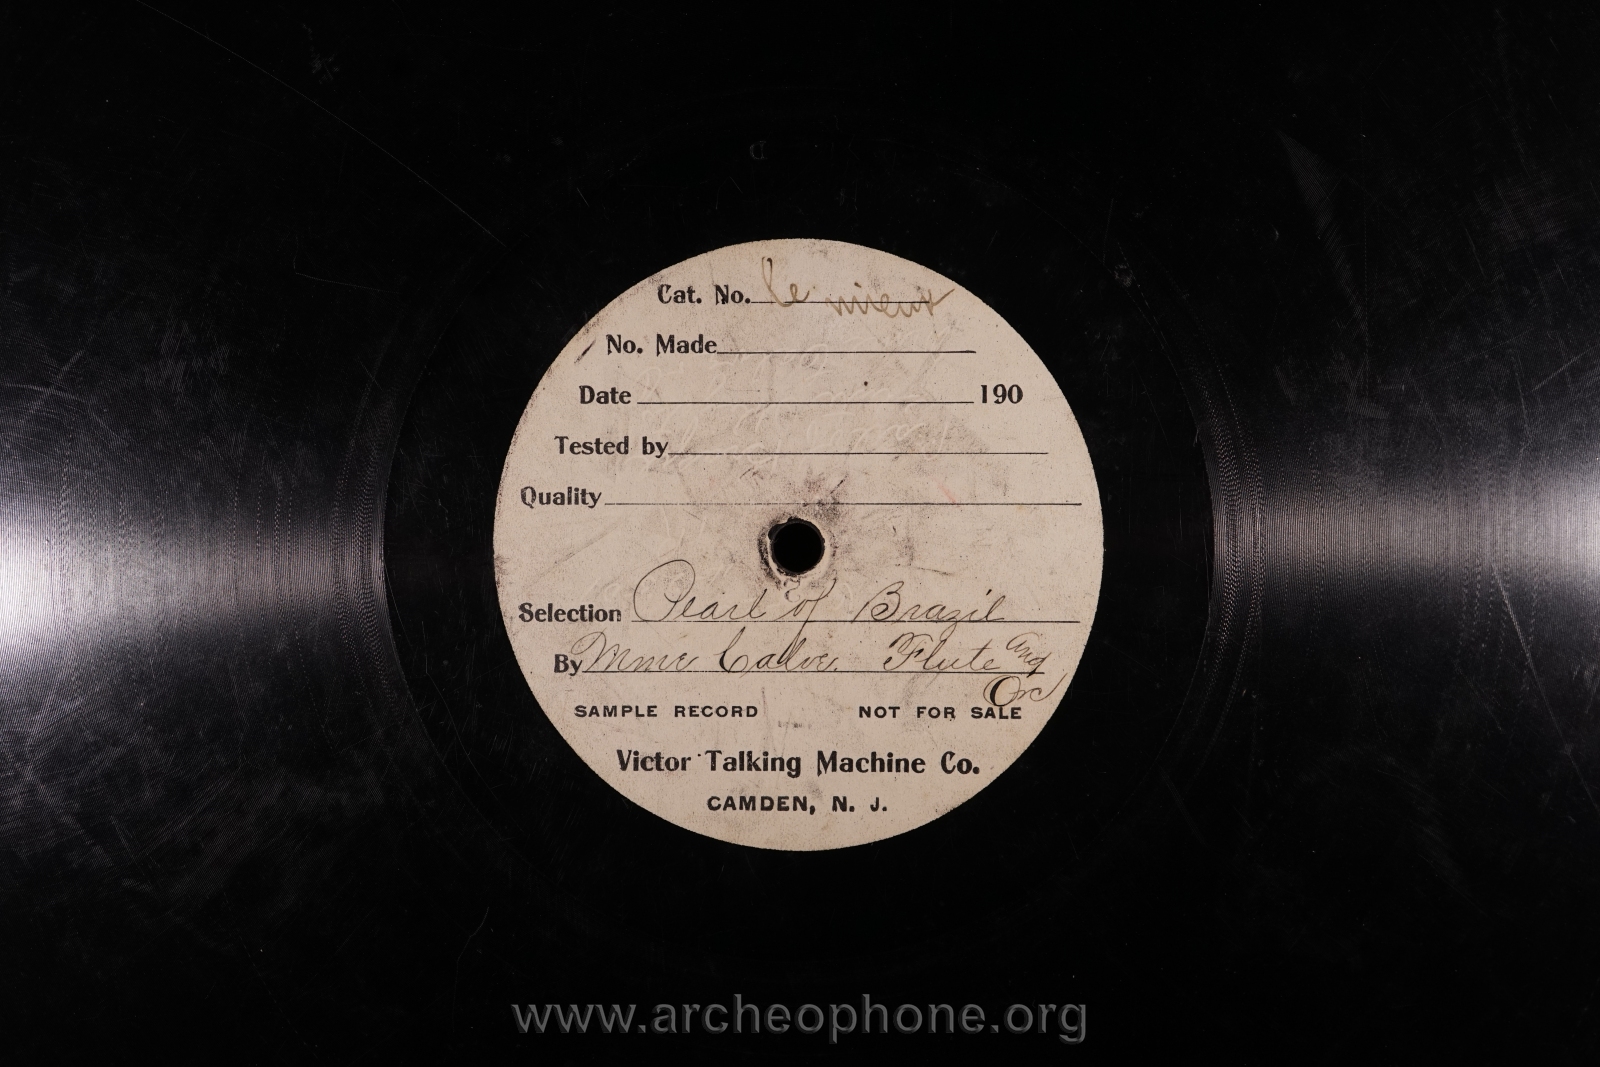 Cat. No. le mieux
No. Made
Date 190
Tested by
Quality
Selection Pearl of Brazil
By Mme Calve. Flute and
Orc
SAMPLE RECORD NOT FOR SALE
Victor Talking Machine Co.
CAMDEN, N. J.
www.archeophone.org